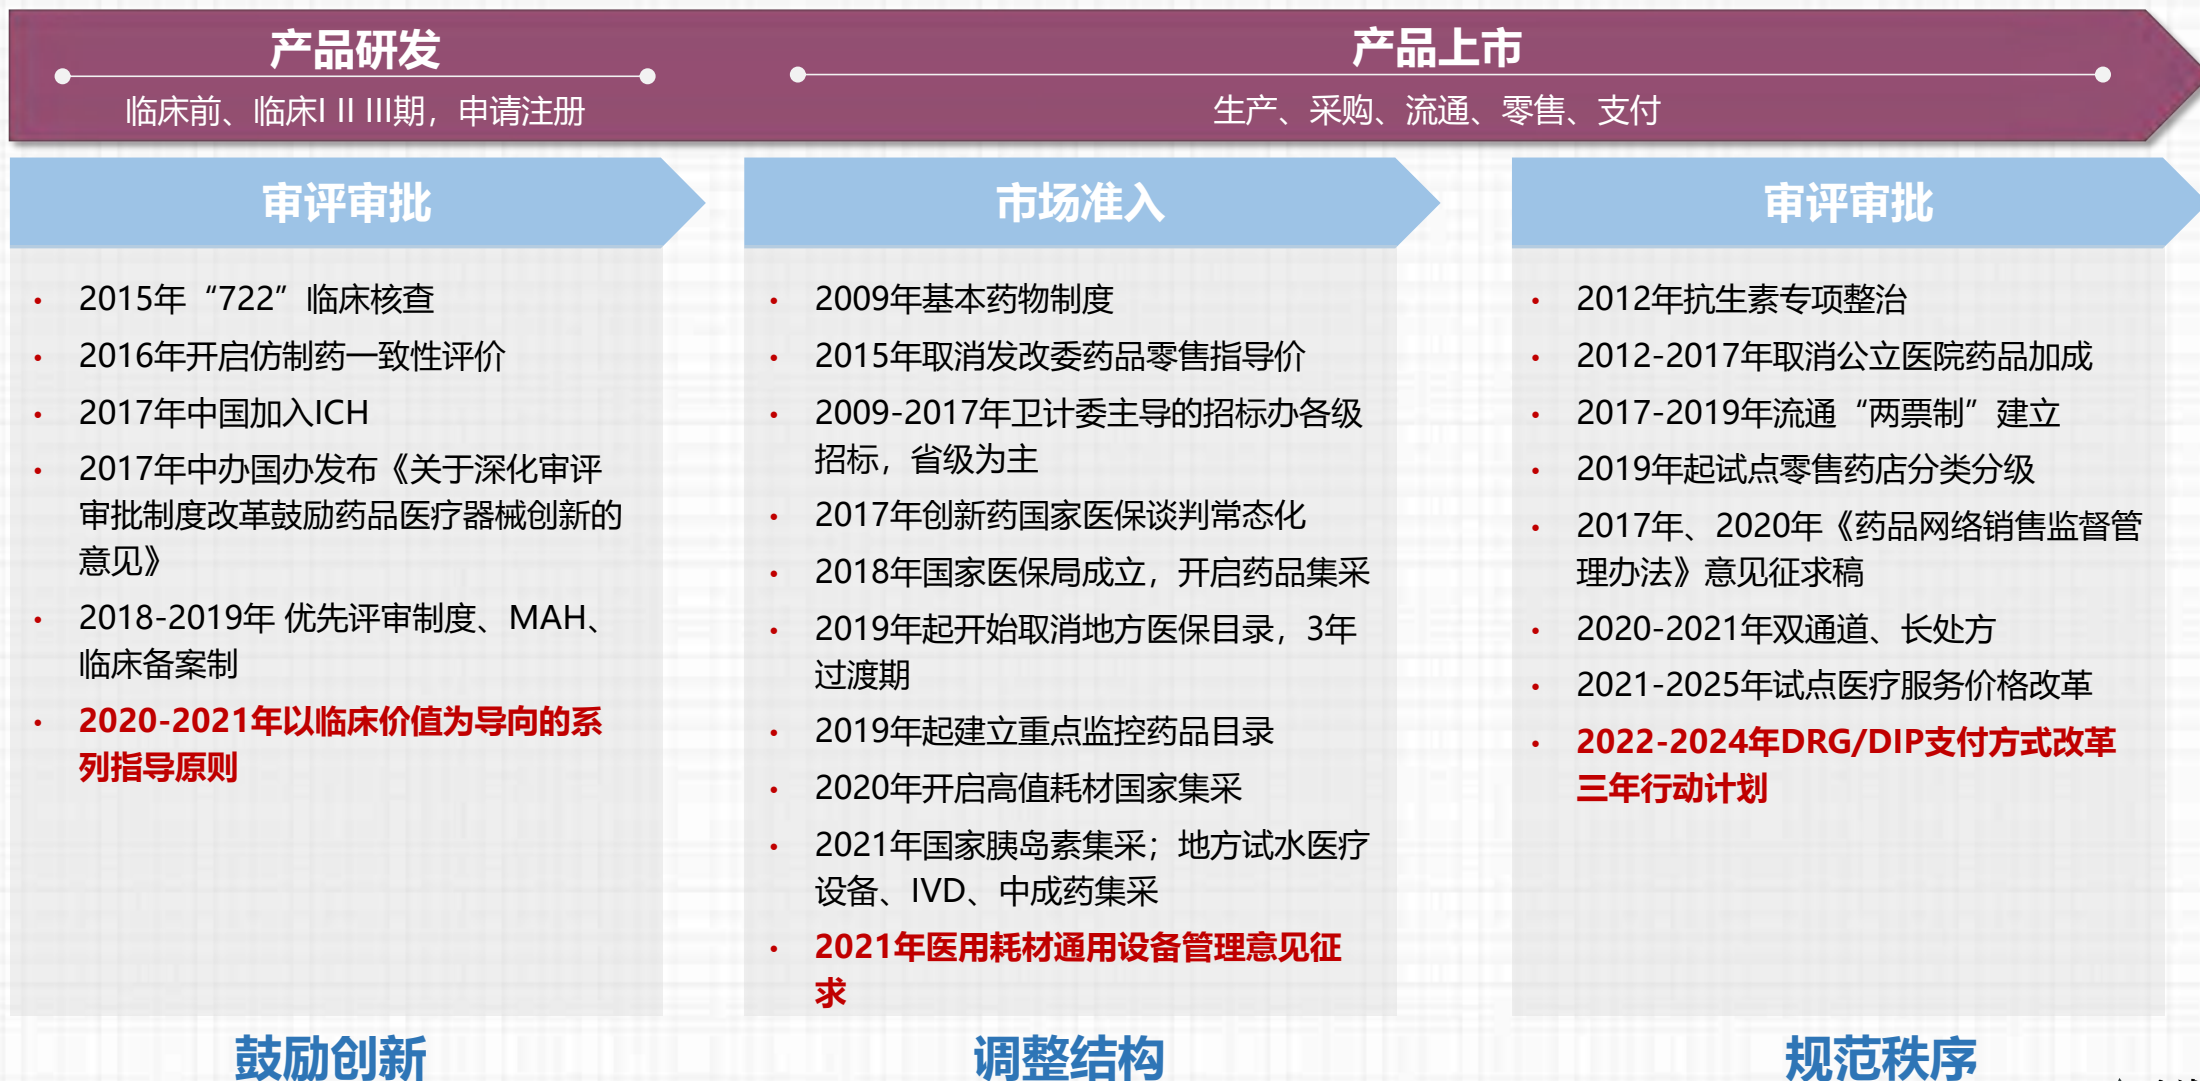 产品研发
临床前、临床I II III期，申请注册
产品上市
生产、采购、流通、零售、支付
审评审批
• 2015年“722”临床核查
• 2016年开启仿制药一致性评价
• 2017年中国加入ICH
• 2017年中办国办发布《关于深化审评
审批制度改革鼓励药品医疗器械创新的
意见》
• 2018-2019年 优先评审制度、MAH、
临床备案制
• 2020-2021年以临床价值为导向的系
列指导原则
鼓励创新
市场准入
• 2009年基本药物制度
• 2015年取消发改委药品零售指导价
• 2009-2017年卫计委主导的招标办各级
招标，省级为主
• 2017年创新药国家医保谈判常态化
• 2018年国家医保局成立，开启药品集采
• 2019年起开始取消地方医保目录，3年
过渡期
• 2019年起建立重点监控药品目录
• 2020年开启高值耗材国家集采
• 2021年国家胰岛素集采；地方试水医疗
设备、IVD、中成药集采
• 2021年医用耗材通用设备管理意见征
求
调整结构
审评审批
• 2012年抗生素专项整治
• 2012-2017年取消公立医院药品加成
• 2017-2019年流通“两票制”建立
• 2019年起试点零售药店分类分级
• 2017年、2020年《药品网络销售监督管
理办法》意见征求稿
• 2020-2021年双通道、长处方
• 2021-2025年试点医疗服务价格改革
• 2022-2024年DRG/DIP支付方式改革
三年行动计划
规范秩序